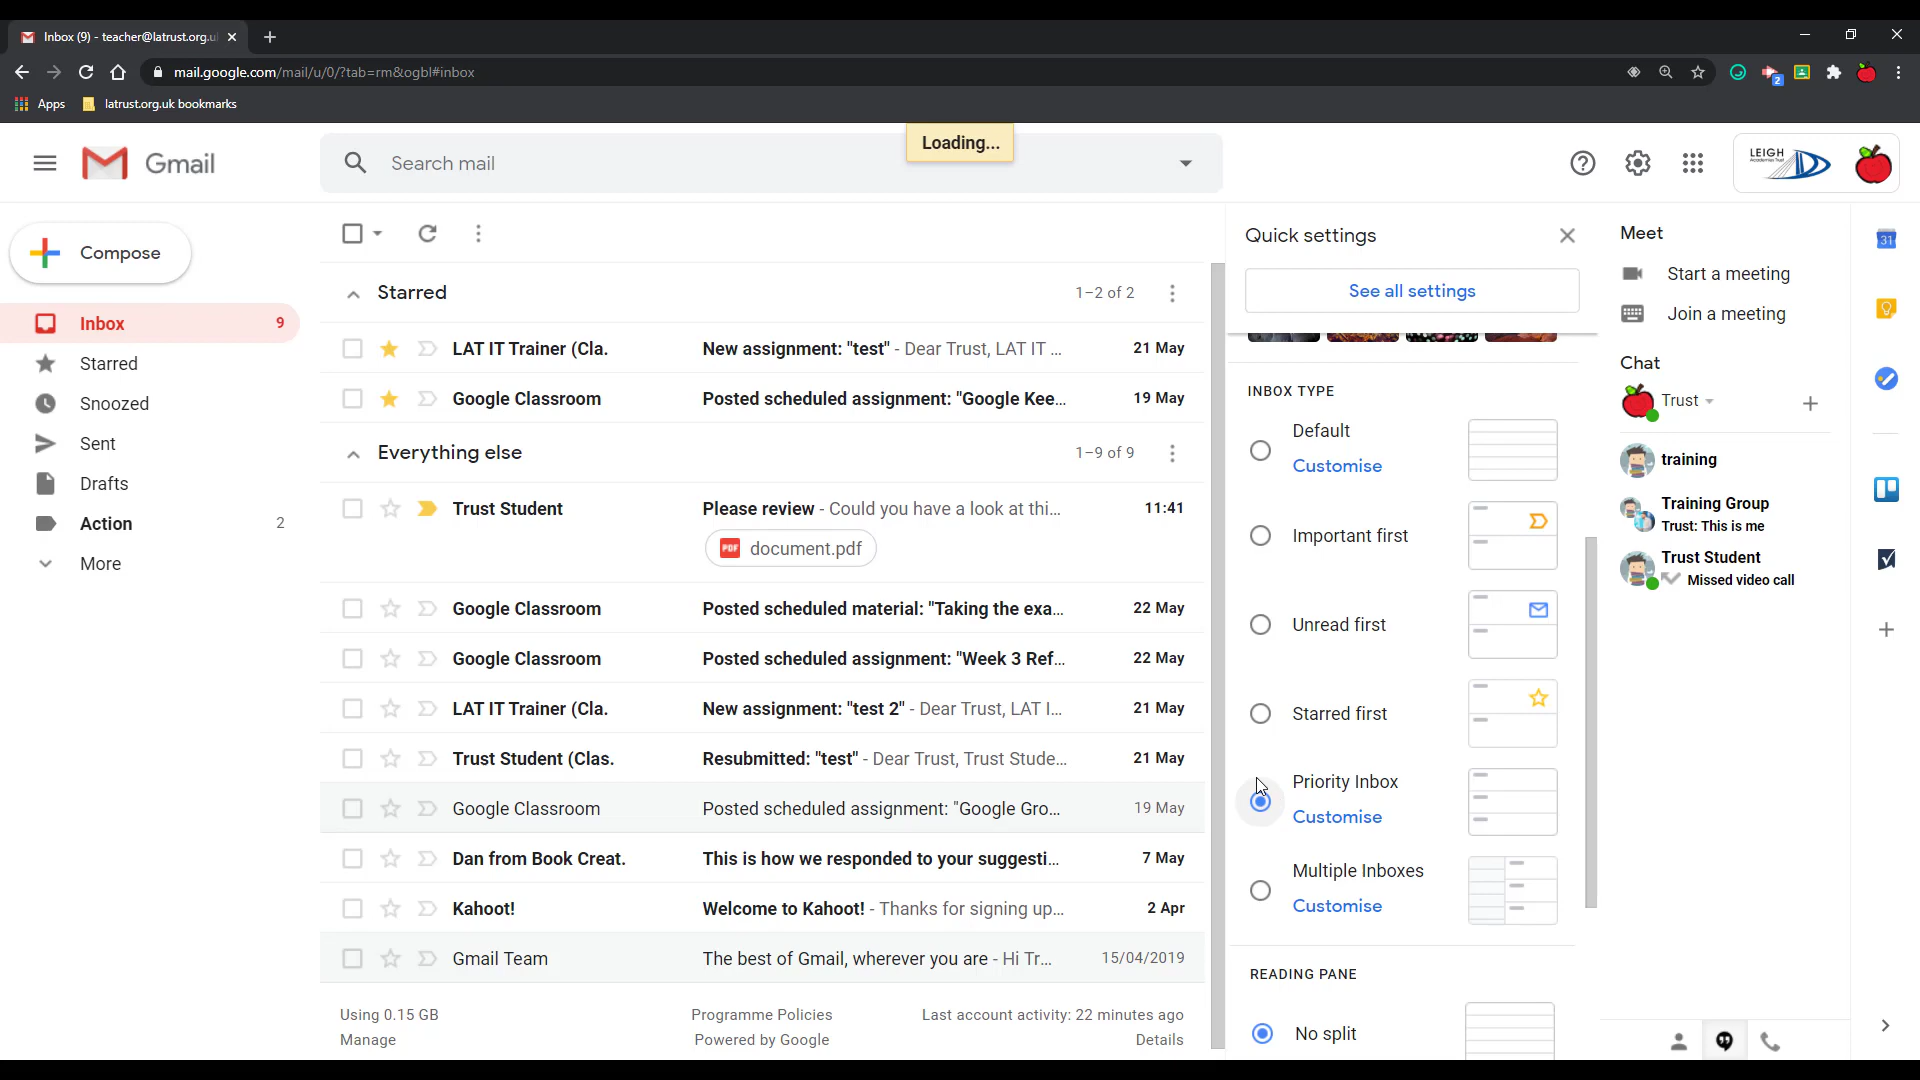 Inbox (9) - teacher@latrust.org.u
mail.google.com/mail/u/0/?tab=rm&ogbl#inbox
2
Apps
latrust.org.uk bookmarks
Loading...
Gmail
Search mail
LEIGH
Academies Trust
Compose
Inbox 9
Starred
Snoozed
Sent
Drafts
Action 2
More
Starred 1–2 of 2
LAT IT Trainer (Cla. New assignment: "test" - Dear Trust, LAT IT ... 21 May
Google Classroom Posted scheduled assignment: "Google Kee... 19 May
Everything else 1–9 of 9
Trust Student Please review - Could you have a look at thi... 11:41
PDF document.pdf
Google Classroom Posted scheduled material: "Taking the exa... 22 May
Google Classroom Posted scheduled assignment: "Week 3 Ref... 22 May
LAT IT Trainer (Cla. New assignment: "test 2" - Dear Trust, LAT I... 21 May
Trust Student (Clas. Resubmitted: "test" - Dear Trust, Trust Stude... 21 May
Google Classroom Posted scheduled assignment: "Google Gro... 19 May
Dan from Book Creat. This is how we responded to your suggesti... 7 May
Kahoot! Welcome to Kahoot! - Thanks for signing up... 2 Apr
Gmail Team The best of Gmail, wherever you are - Hi Tr... 15/04/2019
Using 0.15 GB
Manage
Programme Policies
Powered by Google
Last account activity: 22 minutes ago
Details
Quick settings
See all settings
INBOX TYPE
Default
Customise
Important first
Unread first
Starred first
Priority Inbox
Customise
Multiple Inboxes
Customise
READING PANE
No split
Meet
Start a meeting
Join a meeting
Chat
Trust
training
Training Group
Trust: This is me
Trust Student
Missed video call
31